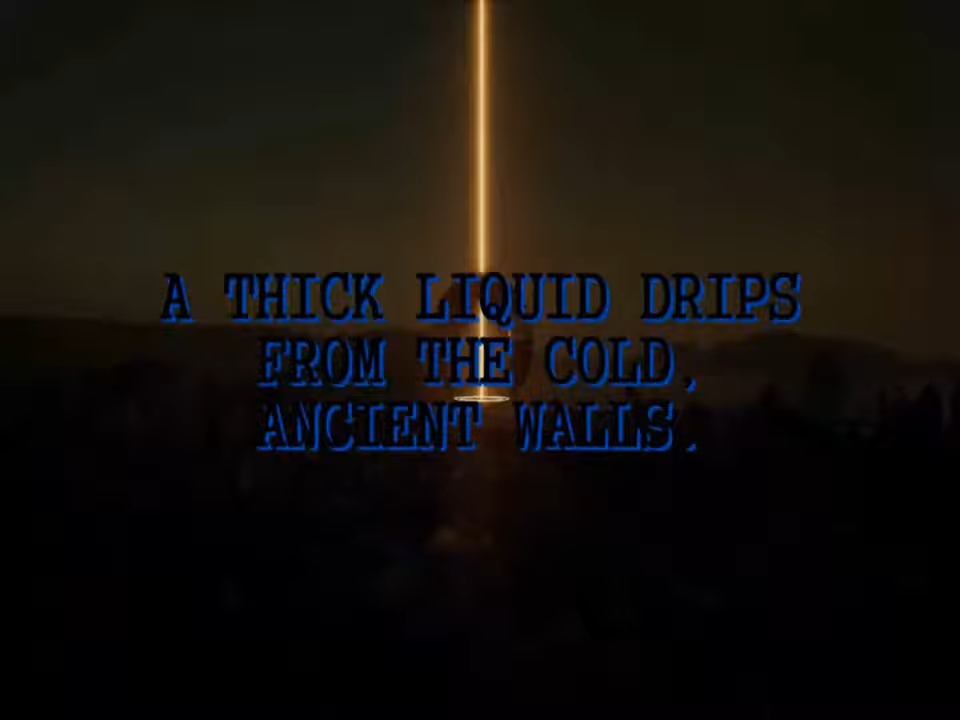 A THICK LIQUID DRIPS
FROM THE COLD,
ANCIENT WALLS.